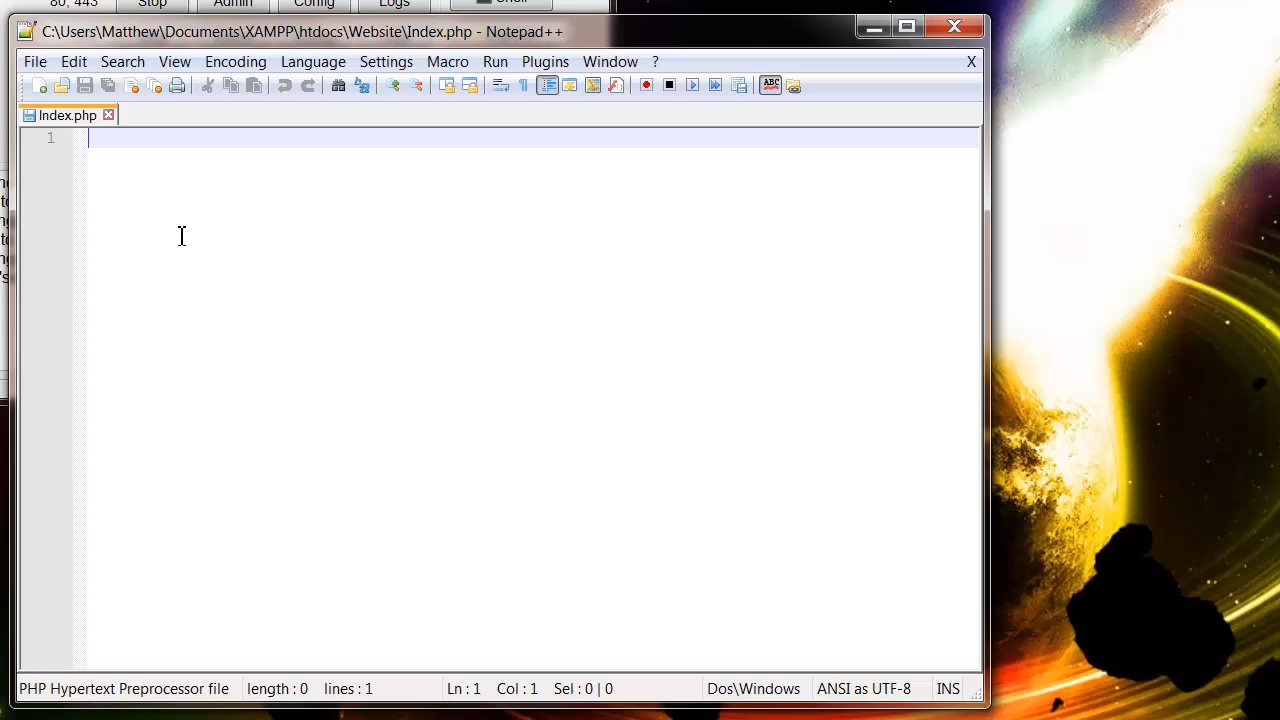 80, 443 Stop Admin Config Logs Shell
C:\Users\Matthew\Documents\XAMPP\htdocs\Website\Index.php - Notepad++
File Edit Search View Encoding Language Settings Macro Run Plugins Window ? X
ABC
Index.php
1
PHP Hypertext Preprocessor file length : 0 lines : 1 Ln : 1 Col : 1 Sel : 0 | 0 Dos\Windows ANSI as UTF-8 INS